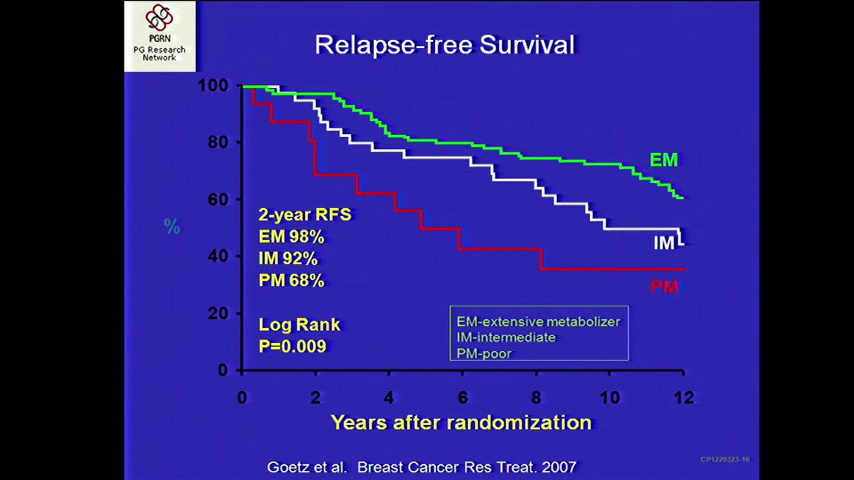 PGRN
PG Research
Network
Relapse-free Survival
100
80
60
40
20
0
%
EM
IM
PM
2-year RFS
EM 98%
IM 92%
PM 68%
Log Rank
P=0.009
EM-extensive metabolizer
IM-intermediate
PM-poor
0 2 4 6 8 10 12
Years after randomization
CP1229323-16
Goetz et al. Breast Cancer Res Treat. 2007